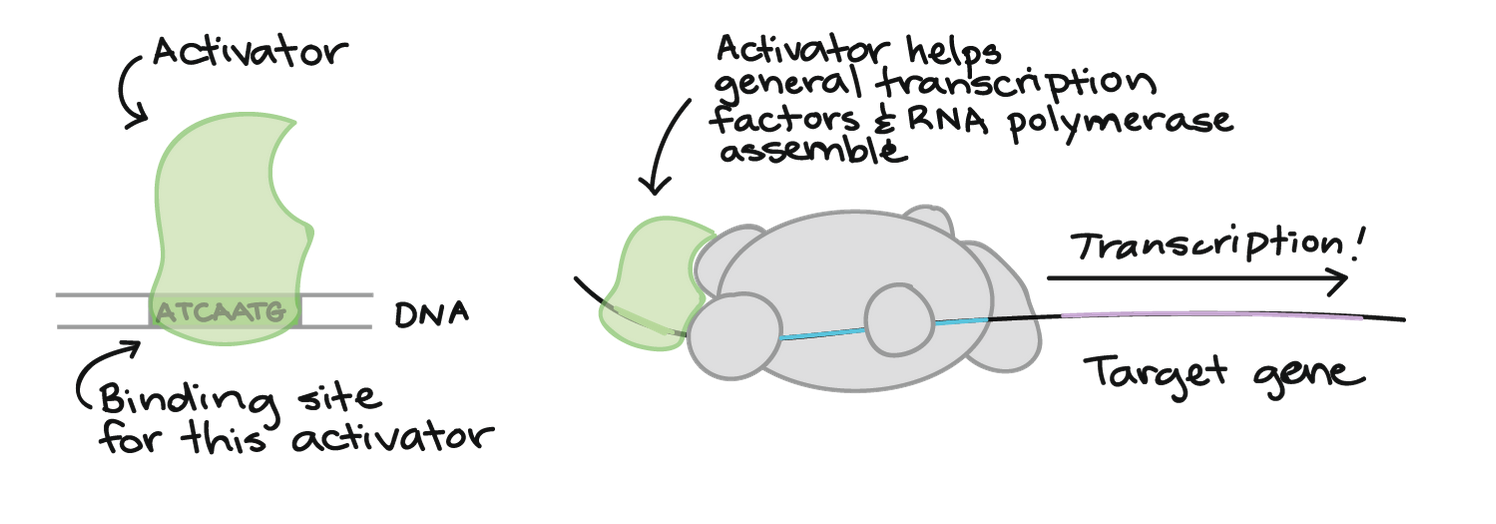 Activator
ATCAATG
DNA
Binding site
for this activator
Activator helps
general transcription
factors & RNA polymerase
assemble
Transcription!
Target gene